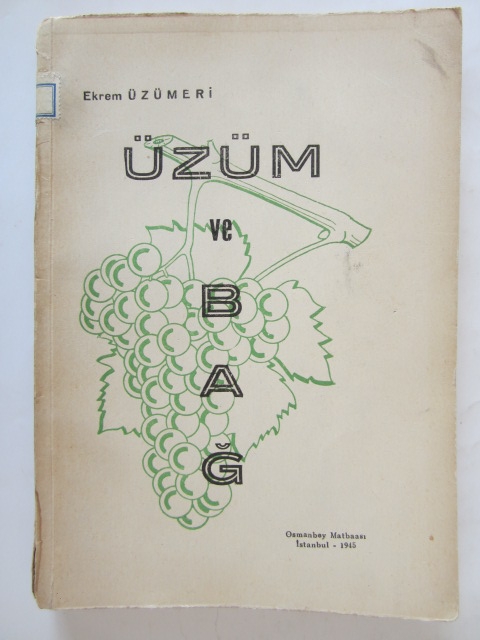 Ekrem ÜZÜMERİ
ÜZÜM
ve
B
A
Ğ
Osmanbey Matbaası
İstanbul - 1945